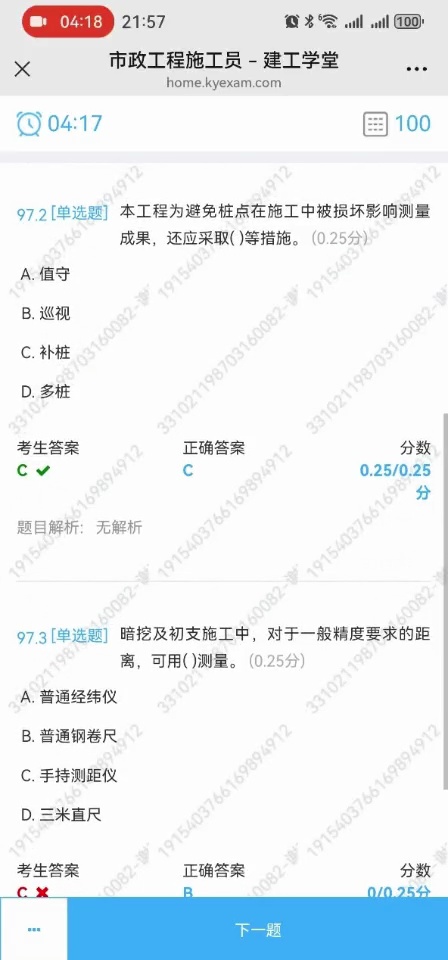 04:18 21:57 100
市政工程施工员 – 建工学堂
home.kyexam.com
04:17 100
97.2 [单选题] 本工程为避免桩点在施工中被损坏影响测量
成果，还应采取( )等措施。 (0.25分)
A. 值守
B. 巡视
C. 补桩
D. 多桩
考生答案 正确答案 分数
C C 0.25/0.25
分
题目解析: 无解析
97.3 [单选题] 暗挖及初支施工中，对于一般精度要求的距
离，可用( )测量。 (0.25分)
A. 普通经纬仪
B. 普通钢卷尺
C. 手持测距仪
D. 三米直尺
考生答案 正确答案 分数
C B 0/0.25分
下一题